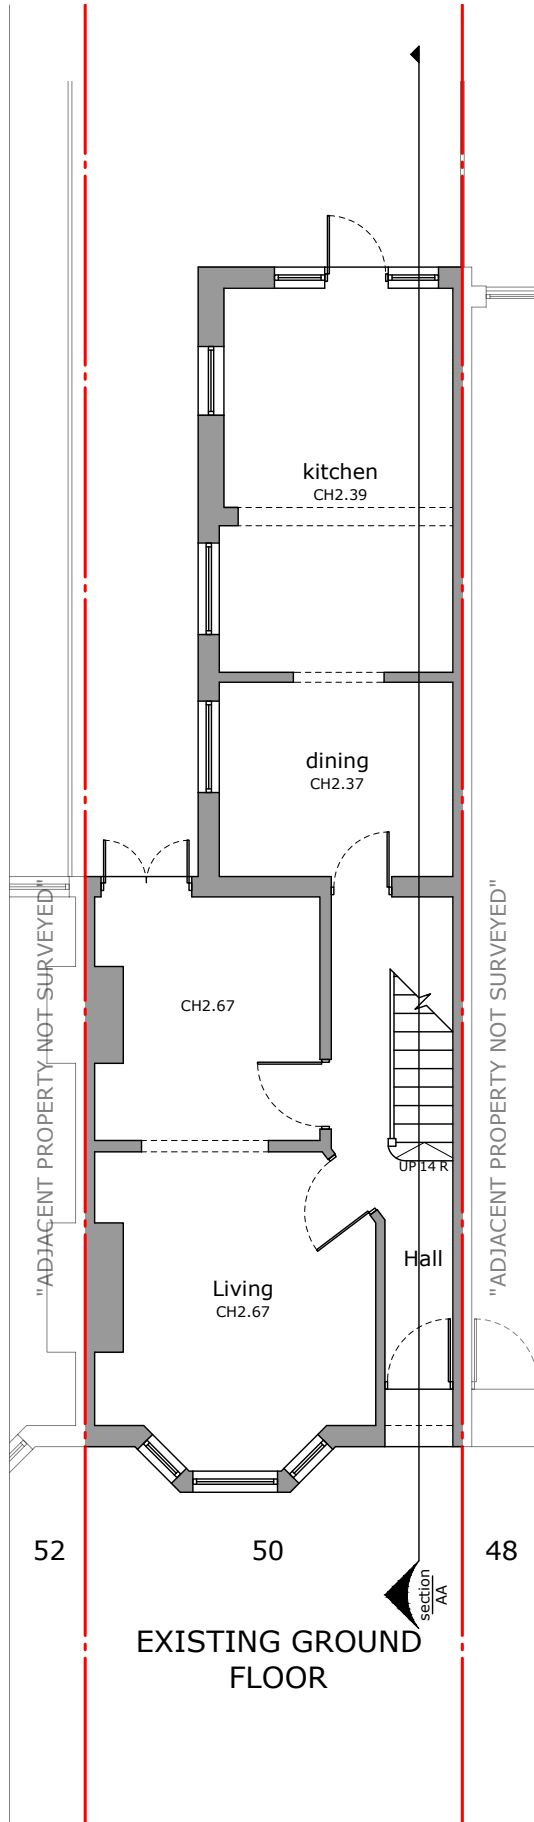 kitchen
CH2.39
dining
CH2.37
"ADJACENT PROPERTY NOT SURVEYED"
"ADJACENT PROPERTY NOT SURVEYED"
CH2.67
UP 14 R
Hall
Living
CH2.67
52
50
48
section
AA
EXISTING GROUND
FLOOR